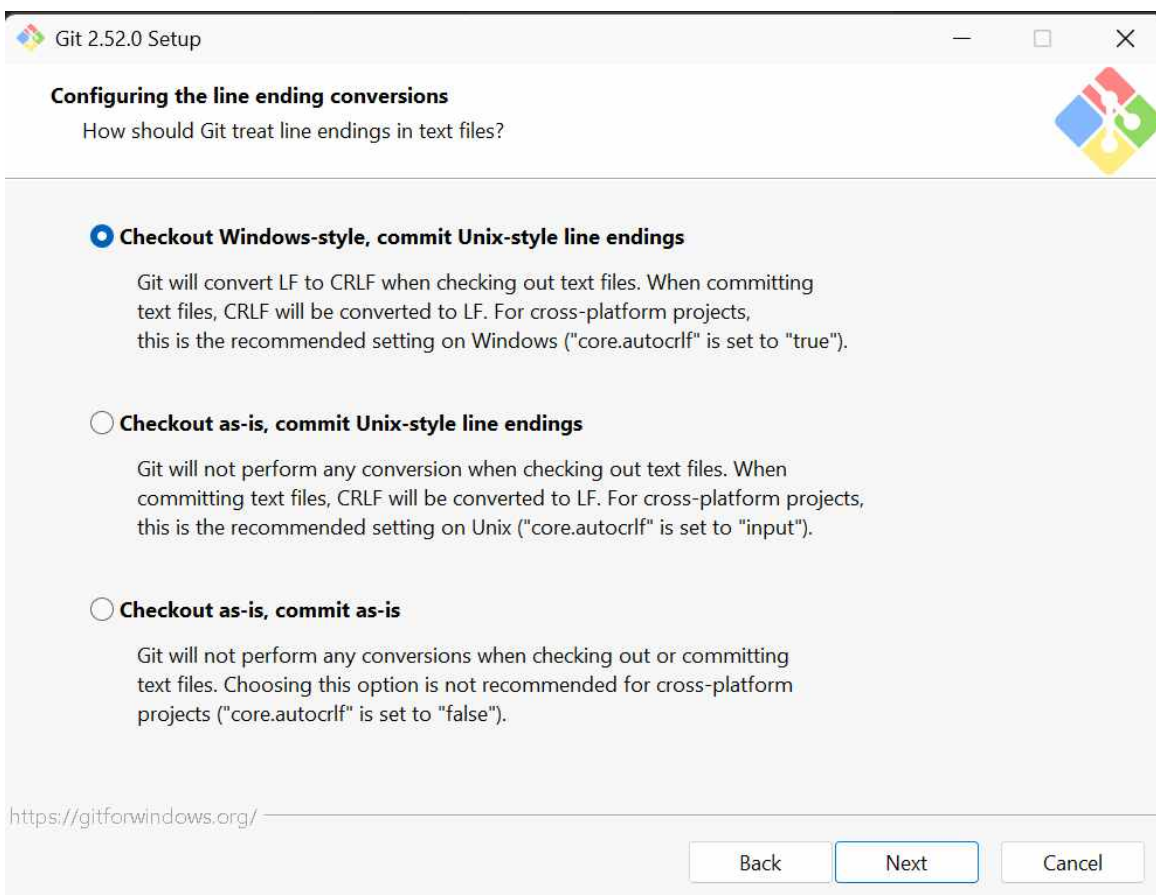 Git 2.52.0 Setup
Configuring the line ending conversions
How should Git treat line endings in text files?
Checkout Windows-style, commit Unix-style line endings
Git will convert LF to CRLF when checking out text files. When committing
text files, CRLF will be converted to LF. For cross-platform projects,
this is the recommended setting on Windows ("core.autocrlf" is set to "true").
Checkout as-is, commit Unix-style line endings
Git will not perform any conversion when checking out text files. When
committing text files, CRLF will be converted to LF. For cross-platform projects,
this is the recommended setting on Unix ("core.autocrlf" is set to "input").
Checkout as-is, commit as-is
Git will not perform any conversions when checking out or committing
text files. Choosing this option is not recommended for cross-platform
projects ("core.autocrlf" is set to "false").
https://gitforwindows.org/
Back Next Cancel